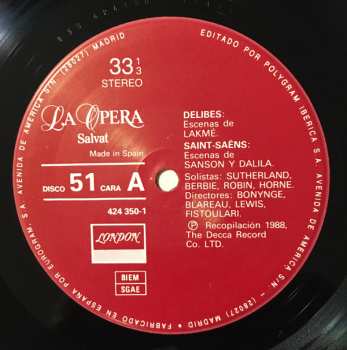 EDITADO POR POLYGRAM IBERICA, S.A. AVENIDA DE AMERICA S/N. - (28027) MADRID * FABRICADO EN ESPAÑA POR EUROGRAM, S.A. AVENIDA DE AMERICA S/N. (28027) MADRID
33 1/3
STEREO
LA OPERA
Salvat
Made in Spain
DISCO 51 CARA A
424 350-1
LONDON
BIEM
SGAE
DELIBES:
Escenas de
LAKMÉ.
SAINT-SAËNS:
Escenas de
SANSON Y DALILA.
Solistas: SUTHERLAND,
BERBIE, ROBIN, HORNE.
Directores: BONYNGE,
BLAREAU, LEWIS,
FISTOULARI.
Ⓟ Recopilación 1988,
The Decca Record
Co. LTD.